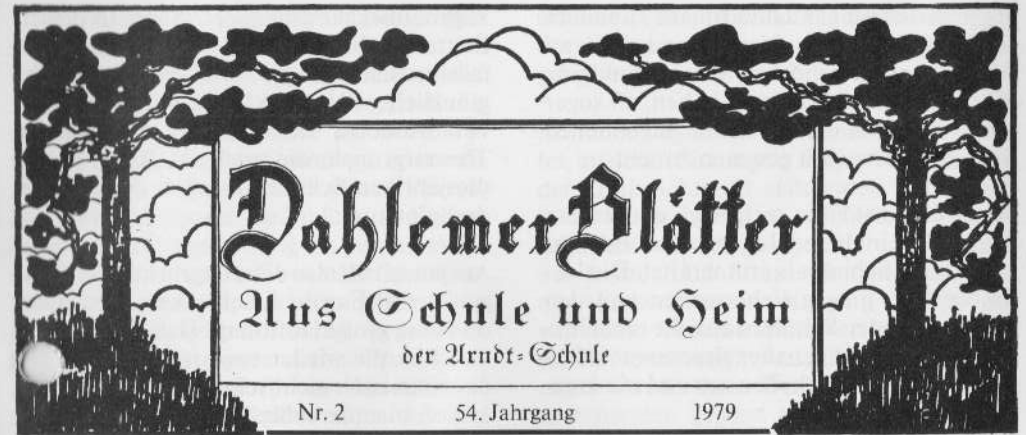 Dahlemer Blätter
Aus Schule und Heim
der Arndt-Schule
Nr. 2 54. Jahrgang 1979